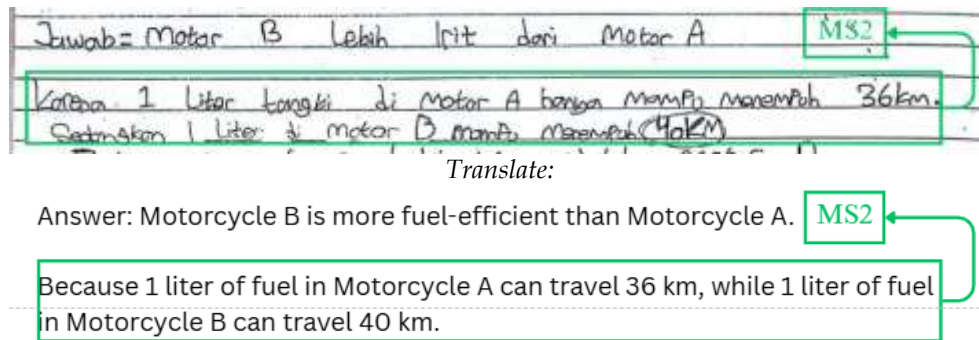 Jawab= Motor B Lebih Irit dari Motor A MS2
Karena 1 Liter tangki di Motor A hanya mampu menempuh 36km.
Sedangkan 1 Liter di motor B mampu menempuh 40KM
Translate:
Answer: Motorcycle B is more fuel-efficient than Motorcycle A. MS2
Because 1 liter of fuel in Motorcycle A can travel 36 km, while 1 liter of fuel
in Motorcycle B can travel 40 km.